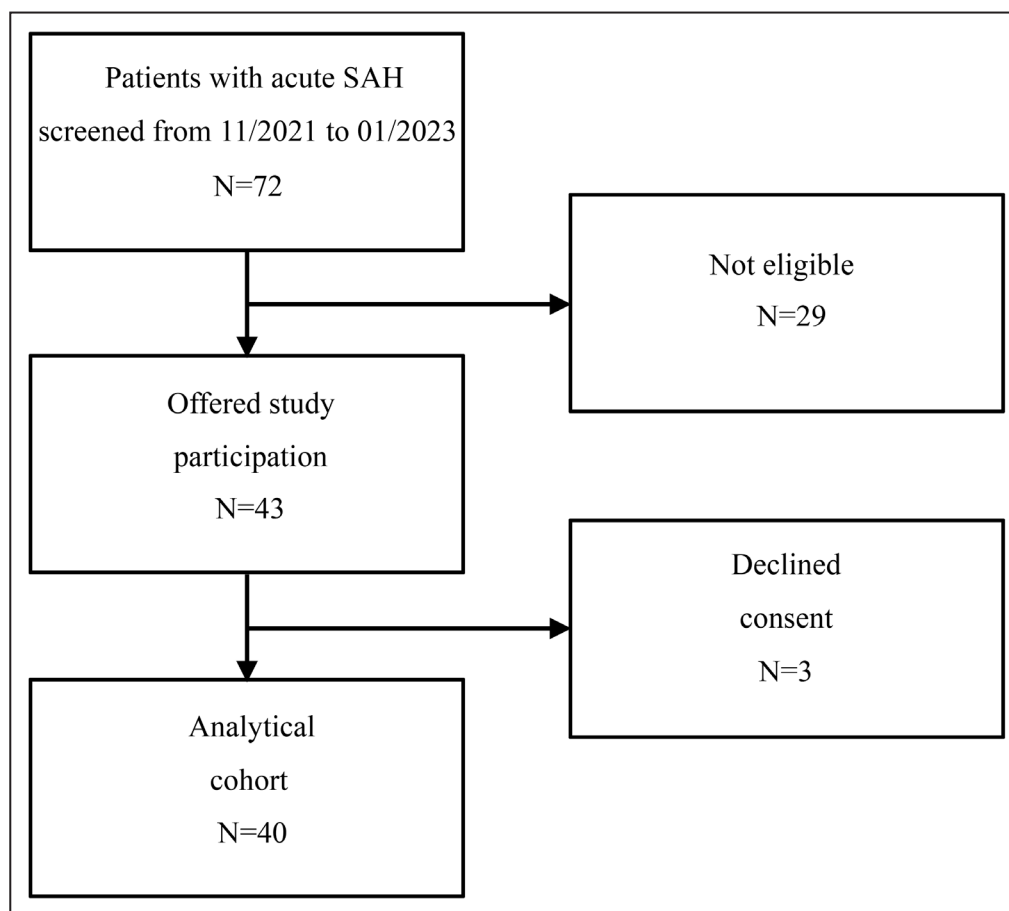 Patients with acute SAH
screened from 11/2021 to 01/2023
N=72
Not eligible
N=29
Offered study
participation
N=43
Declined
consent
N=3
Analytical
cohort
N=40